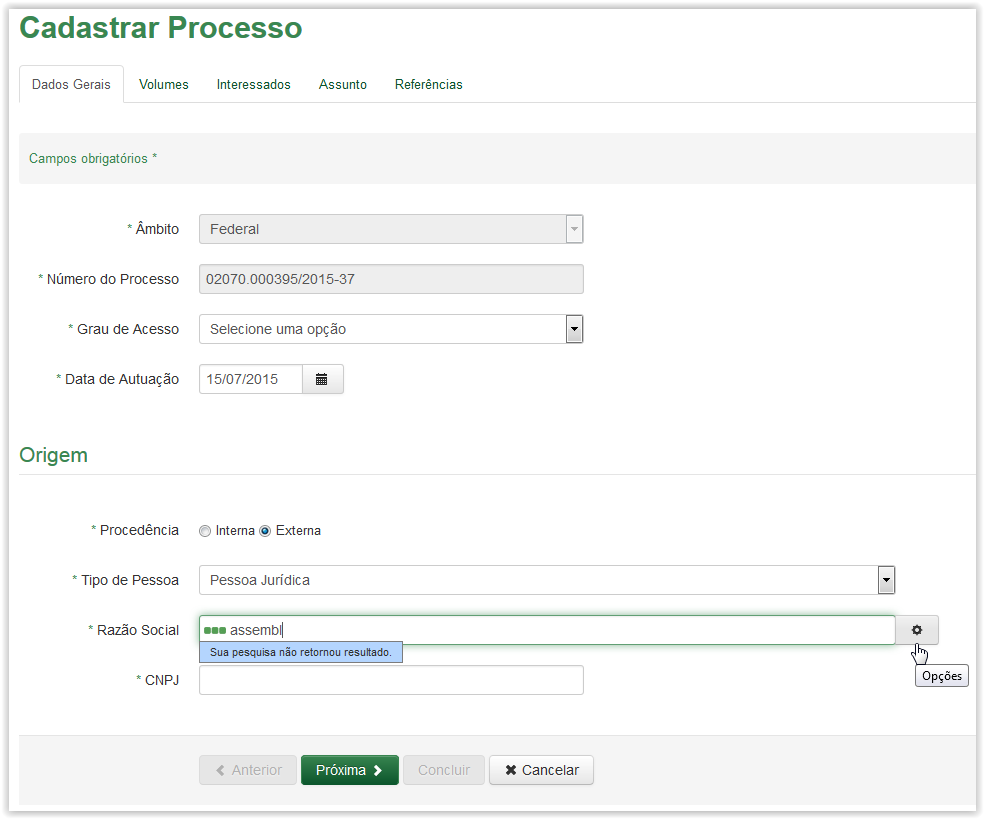 Cadastrar Processo
Dados Gerais Volumes Interessados Assunto Referências
Campos obrigatórios *
* Âmbito Federal
* Número do Processo 02070.000395/2015-37
* Grau de Acesso Selecione uma opção
* Data de Autuação 15/07/2015
Origem
* Procedência Interna Externa
* Tipo de Pessoa Pessoa Jurídica
* Razão Social assembl
Sua pesquisa não retornou resultado.
* CNPJ
Opções
Anterior Próxima Concluir Cancelar